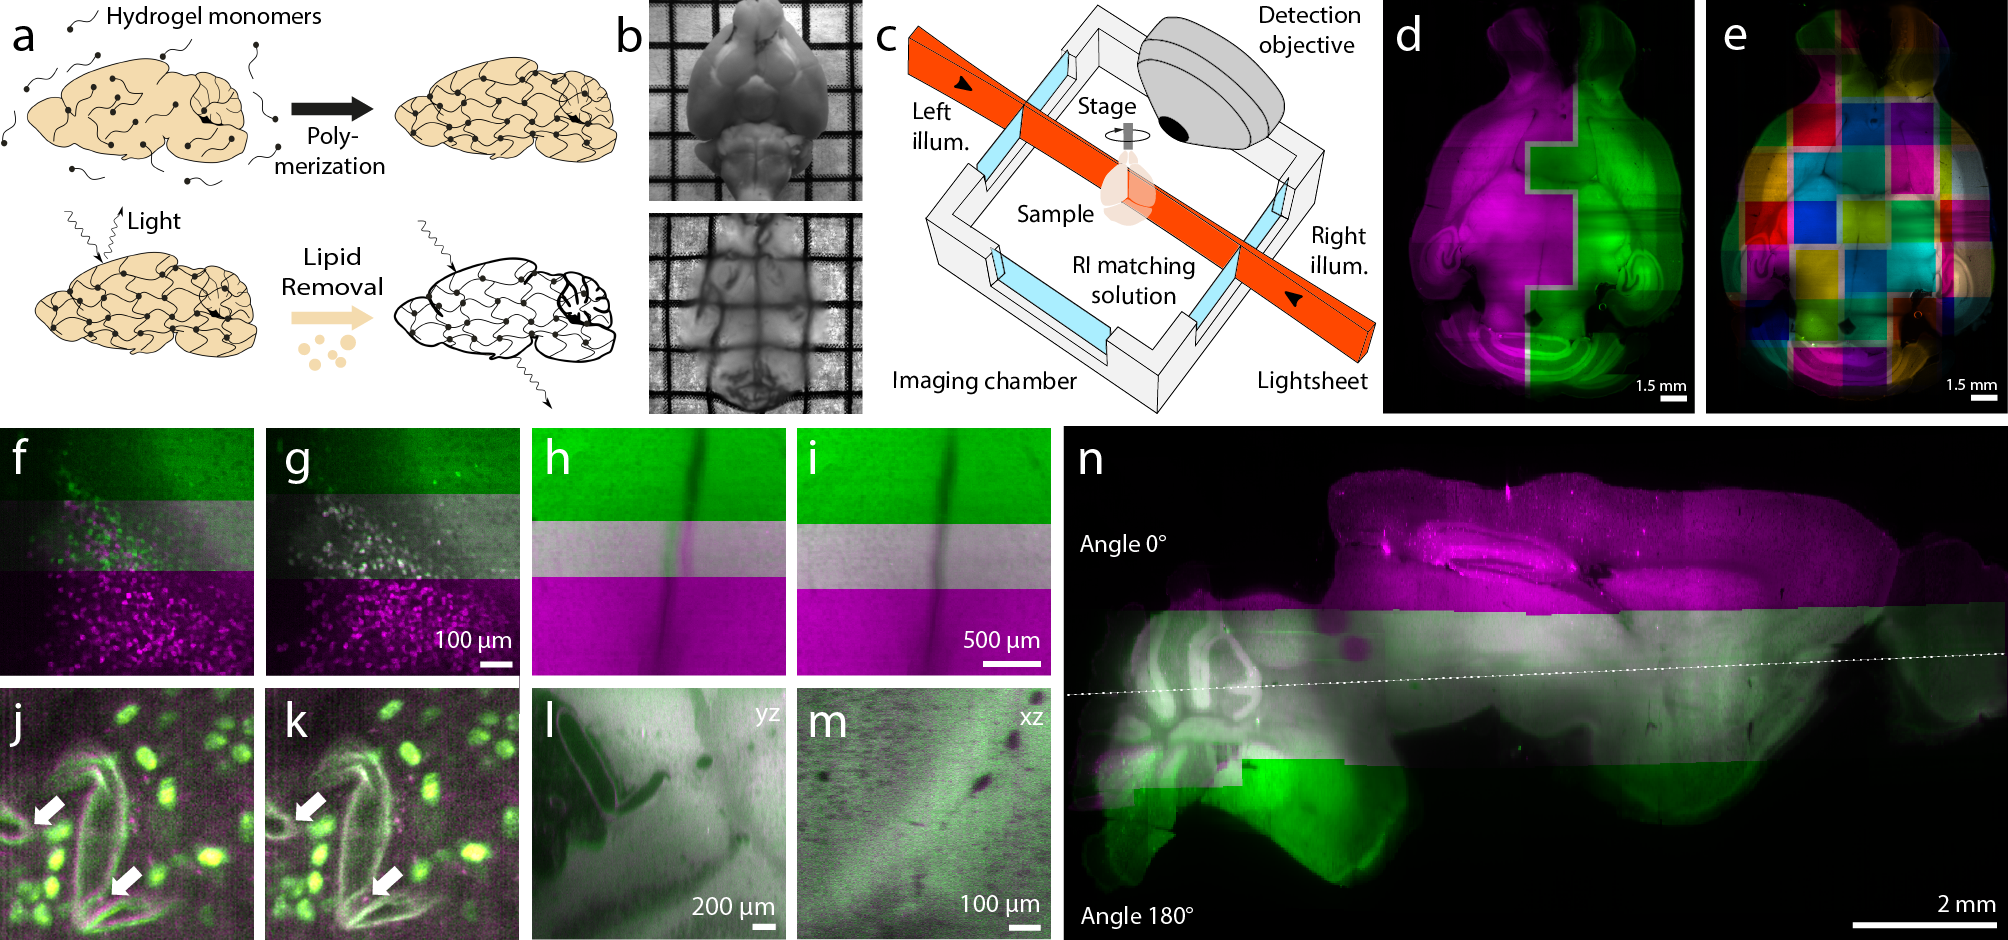 a
Hydrogel monomers
Poly-
merization
Light
Lipid
Removal
b
c
Detection
objective
Left
illum.
Stage
Sample
Right
illum.
RI matching
solution
Imaging chamber
Lightsheet
d
1.5 mm
e
1.5 mm
f
g
100 µm
h
i
500 µm
j
k
l
yz
200 µm
m
xz
100 µm
n
Angle 0°
Angle 180°
2 mm